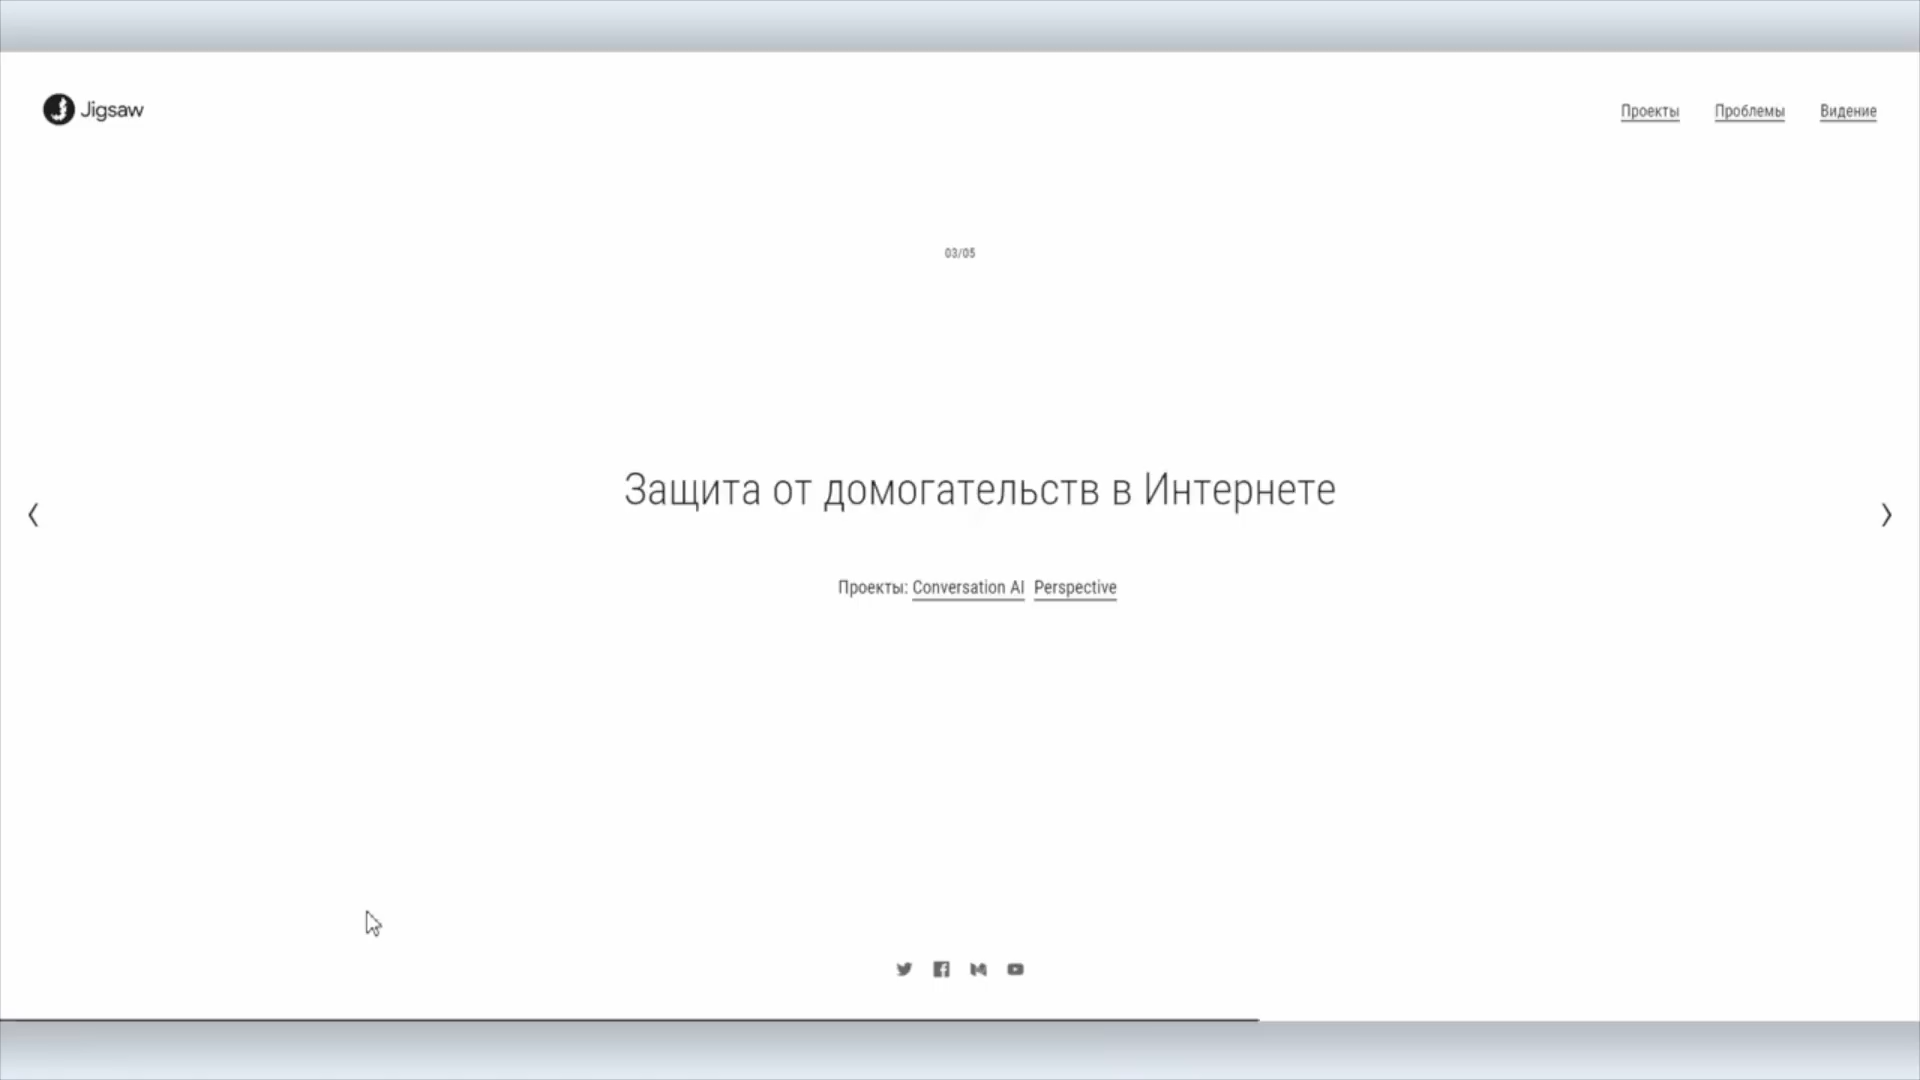 Jigsaw
Проекты Проблемы Видение
03/05
Защита от домогательств в Интернете
Проекты: Conversation AI Perspective